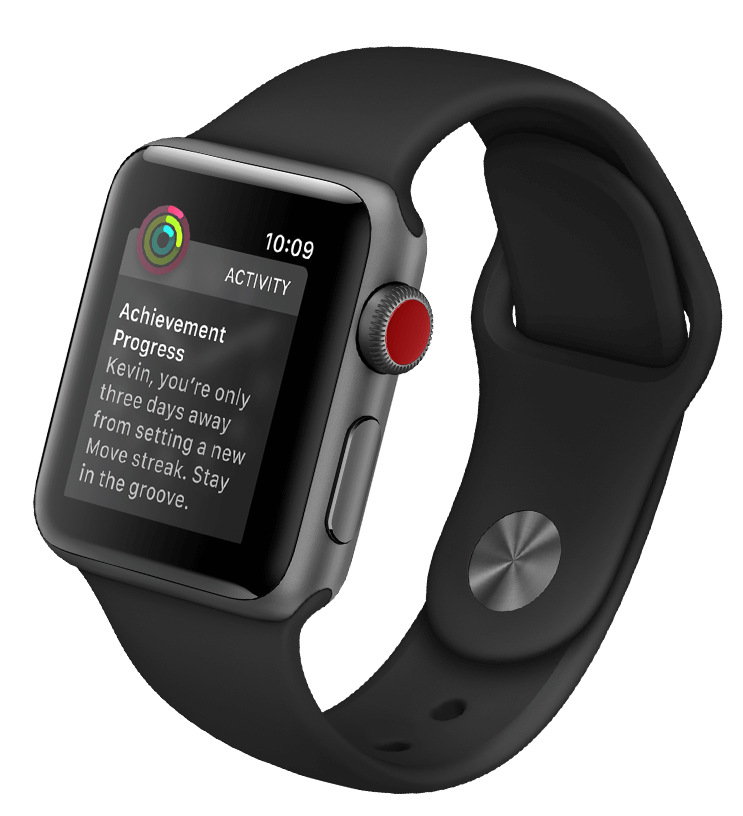 10:09
ACTIVITY
Achievement
Progress
Kevin, you’re only
three days away
from setting a new
Move streak. Stay
in the groove.